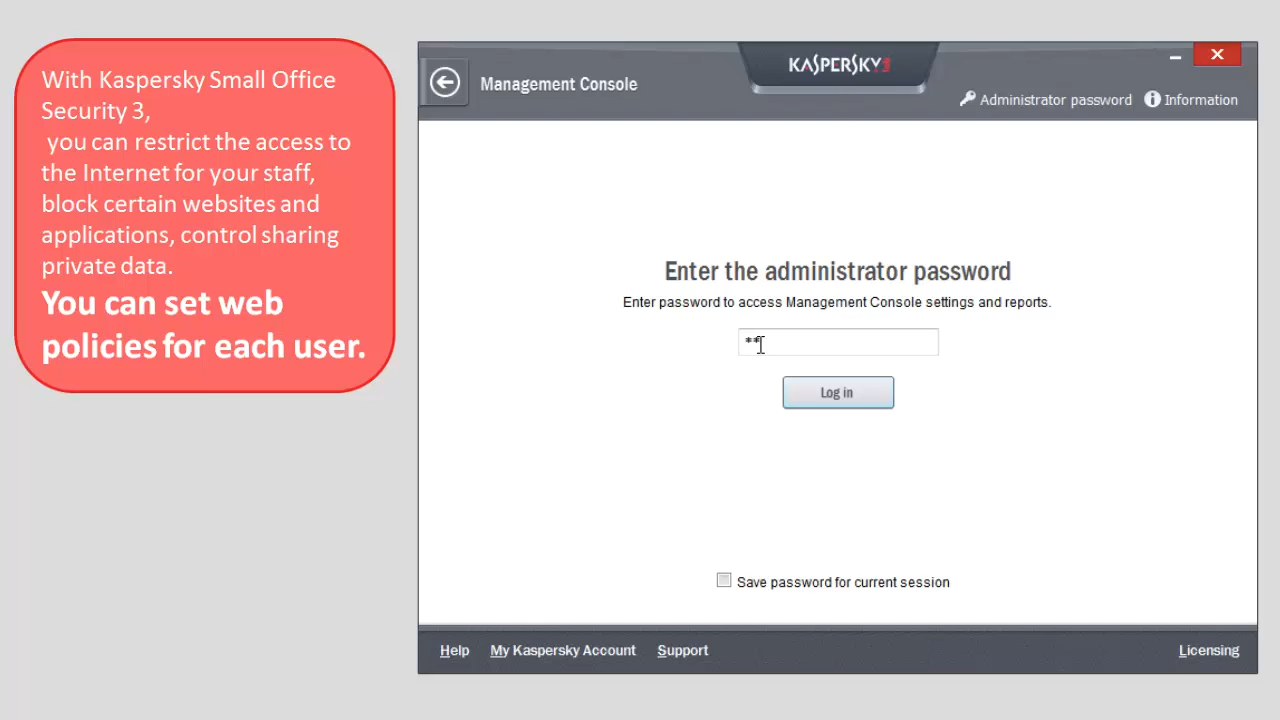 With Kaspersky Small Office
Security 3,
you can restrict the access to
the Internet for your staff,
block certain websites and
applications, control sharing
private data.
You can set web
policies for each user.
Management Console
KASPERSKY
Administrator password
Information
Enter the administrator password
Enter password to access Management Console settings and reports.
**
Log in
Save password for current session
Help
My Kaspersky Account
Support
Licensing